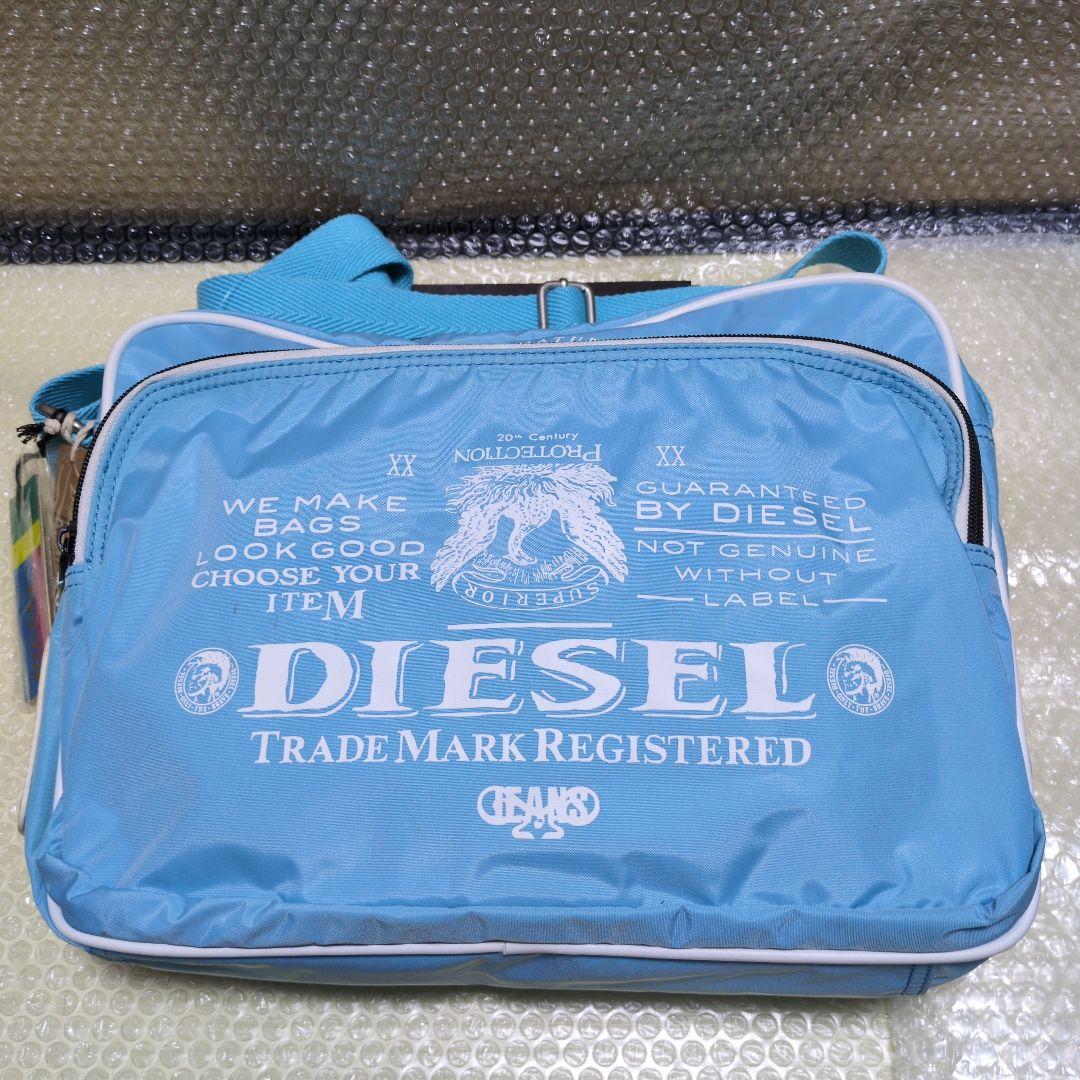 20th Century
PROTECTION
XX
XX
WE MAKE
BAGS
LOOK GOOD
CHOOSE YOUR
ITEM
GUARANTEED
BY DIESEL
NOT GENUINE
WITHOUT
LABEL
SUPERIOR
DIESEL
TRADE MARK REGISTERED
JEANS